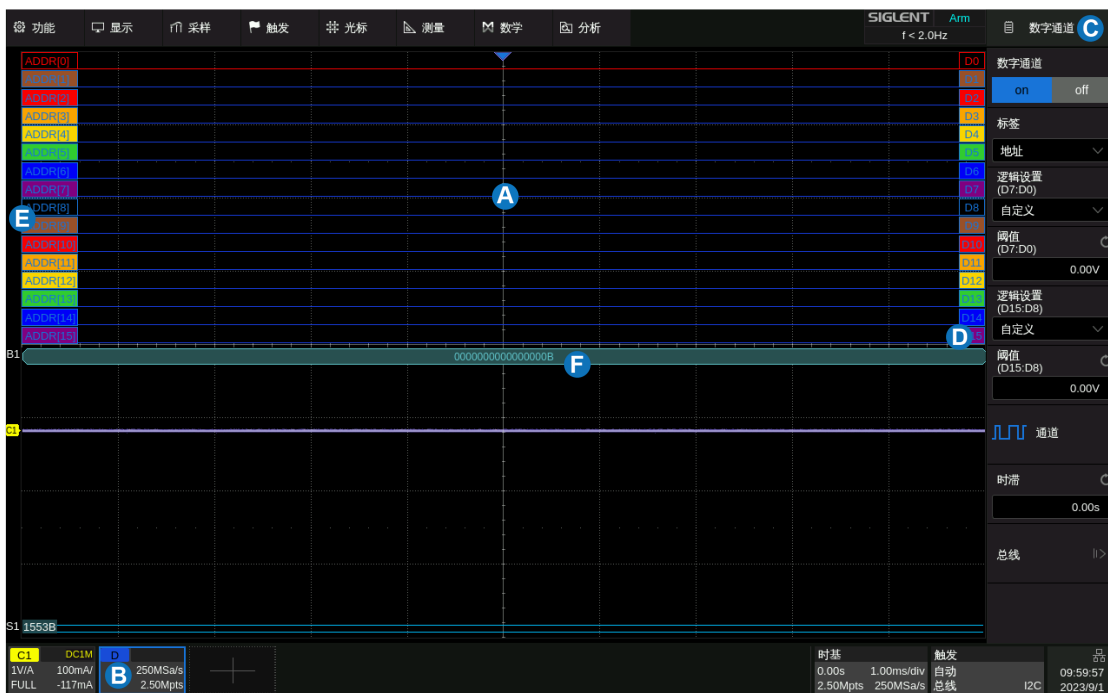 功能 显示 采样 触发 光标 测量 数学 分析 SIGLENT Arm 数字通道 C
f < 2.0Hz
ADDR[0] D0 数字通道
on off
ADDR[2] D2
ADDR[3] D3 标签
ADDR[4] D4
ADDR[5] D5 地址
ADDR[6] D6 逻辑设置
ADDR[7] A D7 (D7:D0)
ADDR[8] D8 自定义
E
ADDR[10] D10 阈值
(D7:D0)
ADDR[11] D11
ADDR[12] D12 0.00V
ADDR[13] D13 逻辑设置
(D15:D8)
ADDR[14] D14
ADDR[15] D 自定义
B1 0000000000000000B F 阈值
(D15:D8)
0.00V
C1 通道
时滞
0.00s
总线
S1 1553B
C1 DC1M D 时基 触发
1V/A 100mA/ B 250MSa/s 0.00s 1.00ms/div 自动 09:59:57
FULL -117mA 2.50Mpts 2.50Mpts 250MSa/s 总线 I2C 2023/9/1